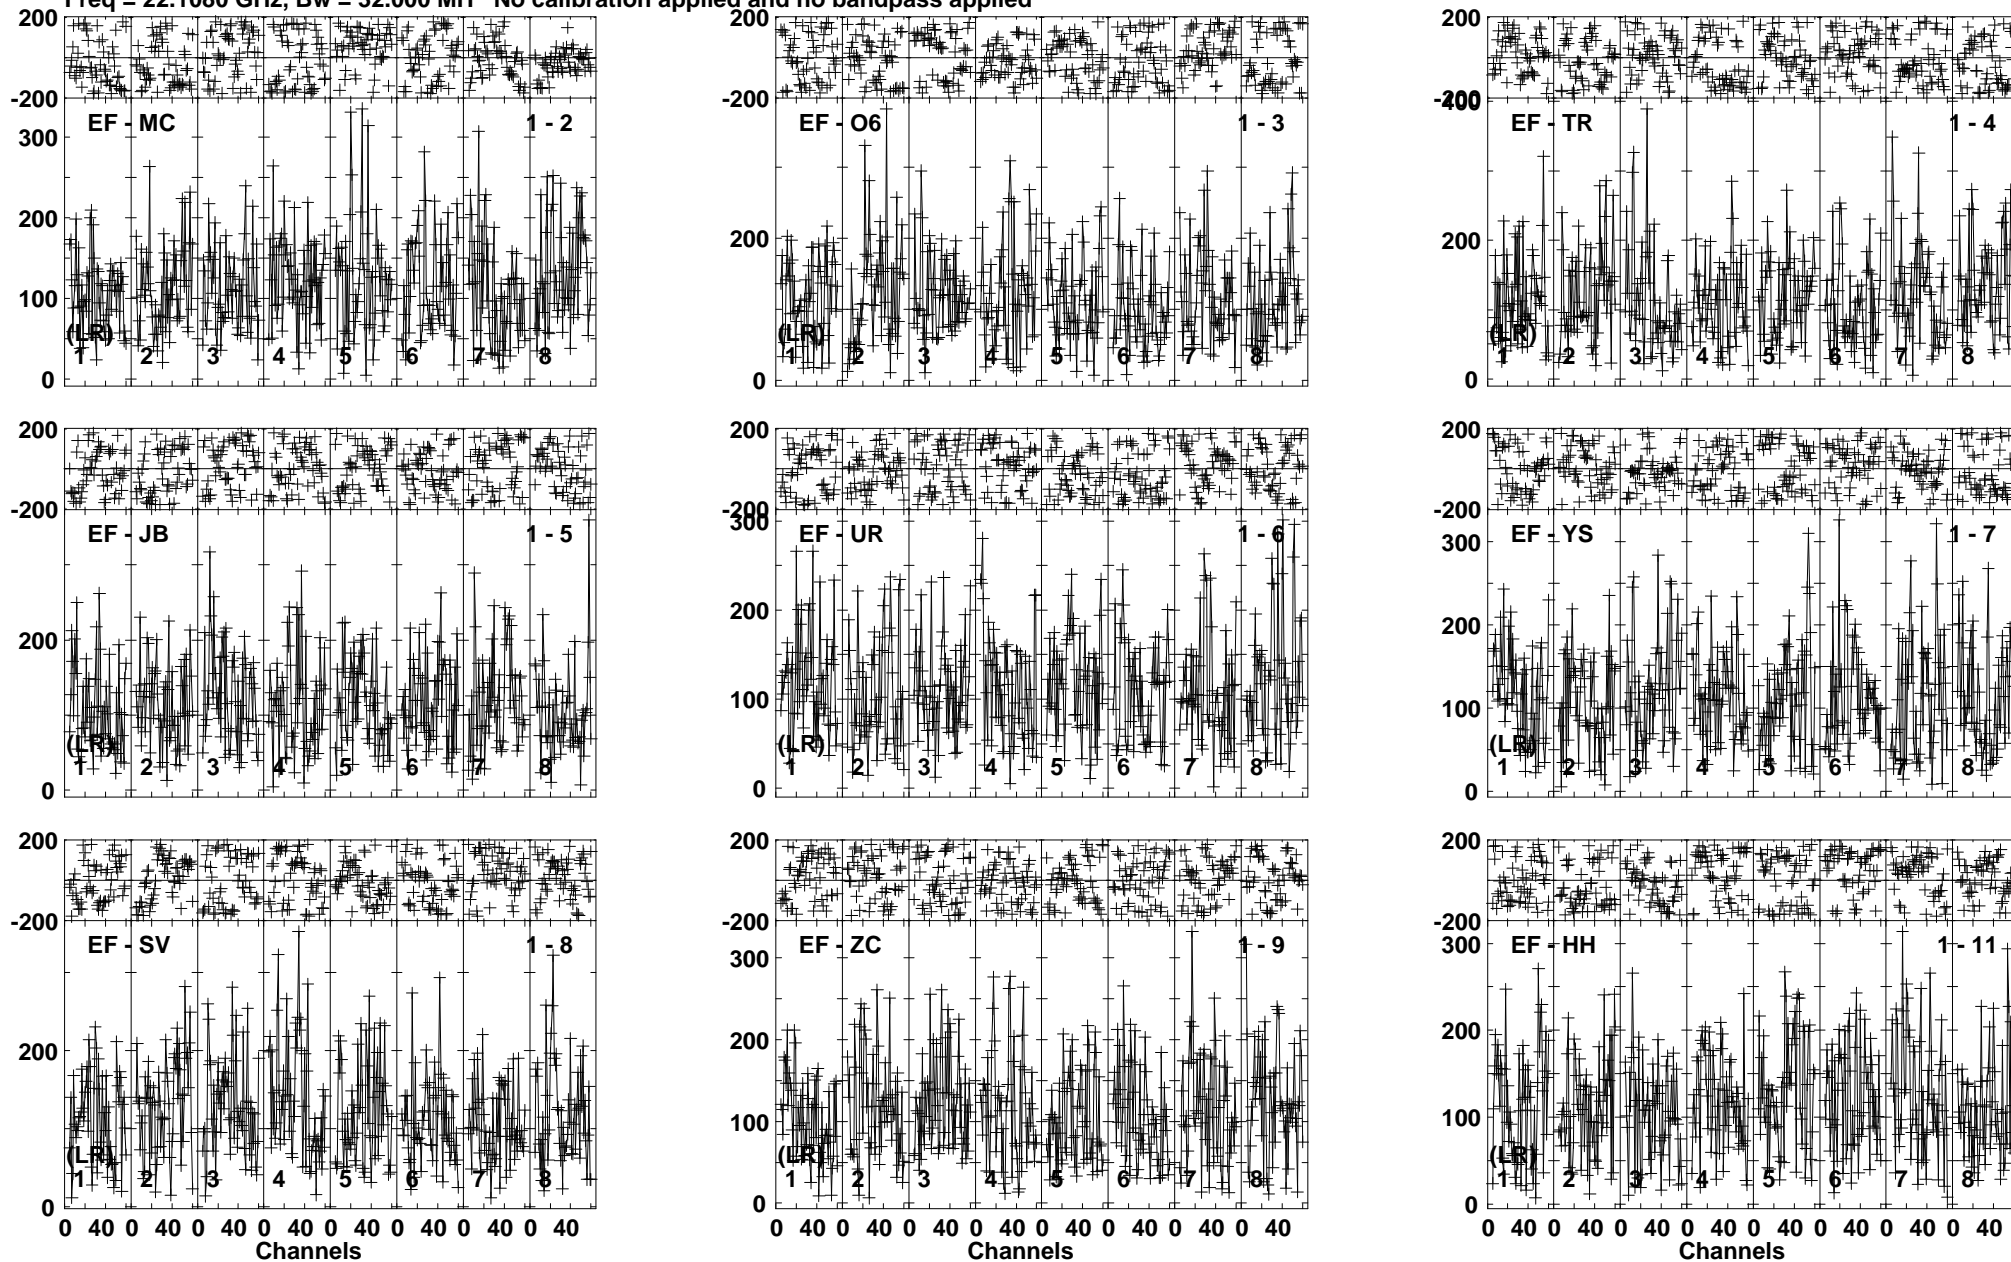 Freq = 22.1080 GHz, Bw = 32.000 MH No calibration applied and no bandpass applied
200 200 200
-200 -200 -200
EF - MC 1 - 2 EF - O6 1 - 3 400 EF - TR 1 - 4
300
200 200 200
100
(LR) (LR) (LR)
1 2 3 4 5 6 7 8 1 2 3 4 5 6 7 8 1 2 3 4 5 6 7 8
0 0 0
200 200 200
-200 -200 -200
EF - JB 1 - 5 300 EF - UR 1 - 6 300 EF - YS 1 - 7
200 200 200
100 100
(LR) (LR) (LR)
1 2 3 4 5 6 7 8 1 2 3 4 5 6 7 8 1 2 3 4 5 6 7 8
0 0 0
200 200 200
-200 -200 -200
EF - SV 1 - 8 300 EF - ZC 1 - 9 300 EF - HH 1 - 11
200 200 200
100 100
(LR) (LR) (LR)
1 2 3 4 5 6 7 8 1 2 3 4 5 6 7 8 1 2 3 4 5 6 7 8
0 0 0
0 40 0 40 0 40 0 40 0 40 0 40 0 40 0 40 0 40 0 40 0 40 0 40 0 40 0 40 0 40 0 40 0 40 0 40 0 40 0 40 0 40 0 40 0 40 0 40
Channels Channels Channels